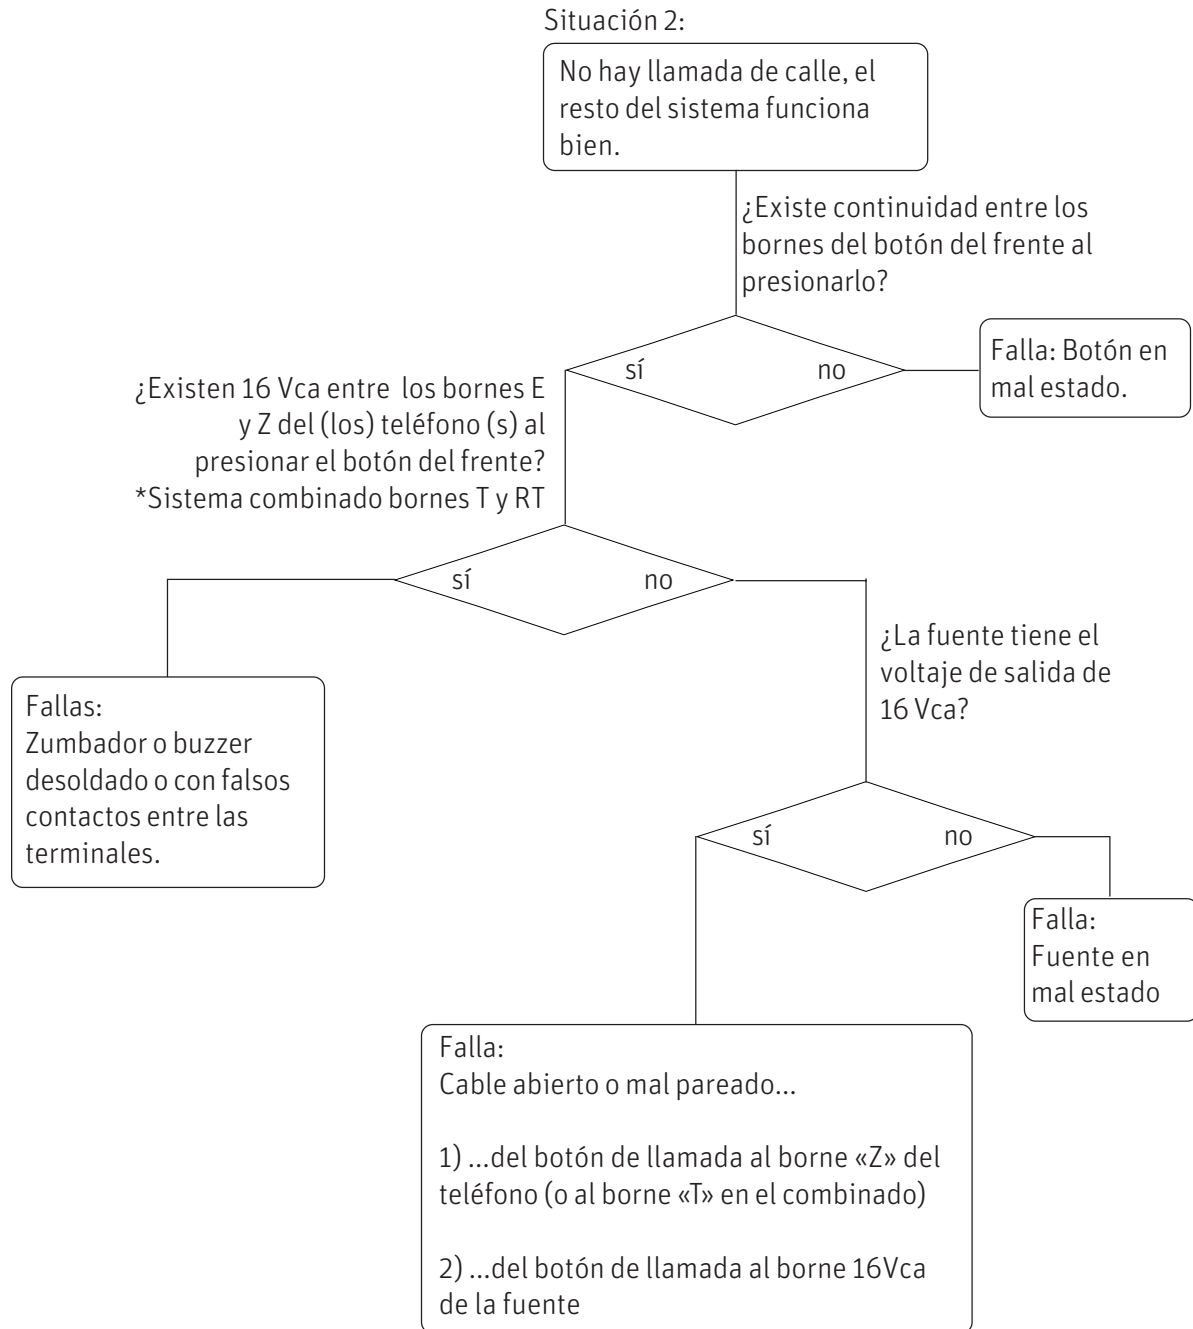 Situación 2:
No hay llamada de calle, el
resto del sistema funciona
bien.
¿Existe continuidad entre los
bornes del botón del frente al
presionarlo?
sí
no
Falla: Botón en
mal estado.
¿Existen 16 Vca entre los bornes E
y Z del (los) teléfono (s) al
presionar el botón del frente?
*Sistema combinado bornes T y RT
sí
no
Fallas:
Zumbador o buzzer
desoldado o con falsos
contactos entre las
terminales.
¿La fuente tiene el
voltaje de salida de
16 Vca?
sí
no
Falla:
Fuente en
mal estado
Falla:
Cable abierto o mal pareado...
1) ...del botón de llamada al borne «Z» del
teléfono (o al borne «T» en el combinado)
2) ...del botón de llamada al borne 16Vca
de la fuente